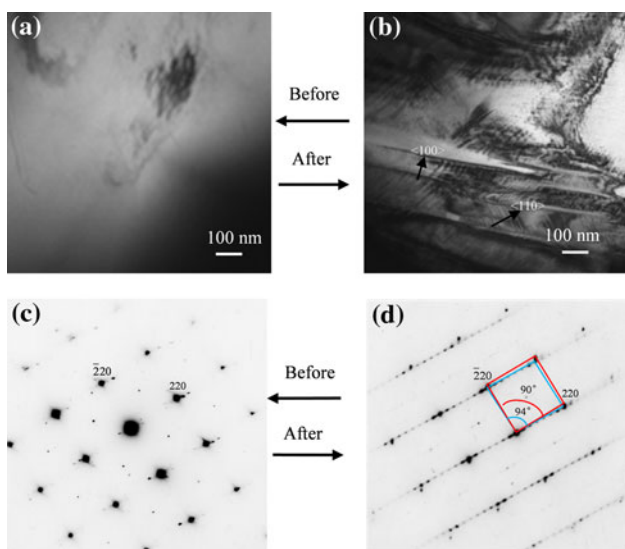 (a)
100 nm
Before
After
(b)
<100>
<110>
100 nm
(c)
2̄20
220
Before
After
(d)
2̄20
220
90°
94°